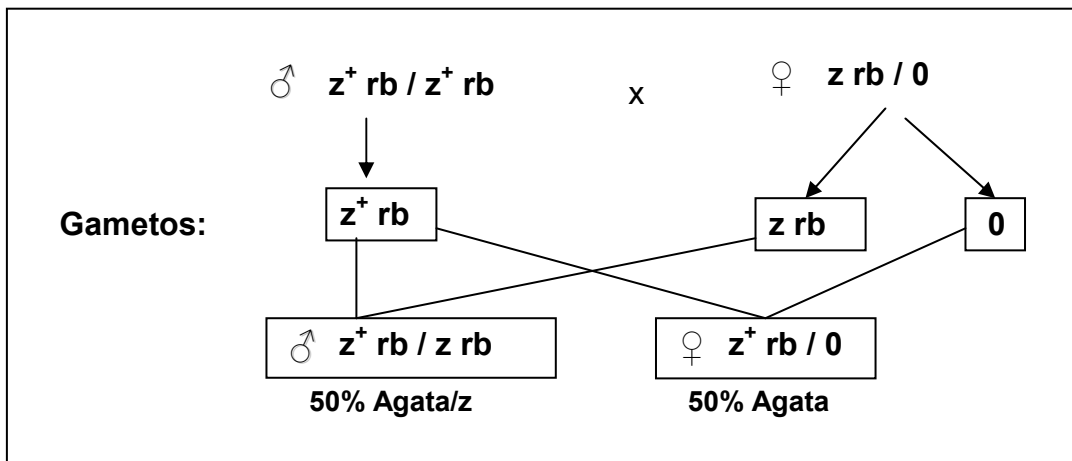 ♂ z⁺ rb / z⁺ rb x ♀ z rb / 0
Gametos: z⁺ rb z rb 0
♂ z⁺ rb / z rb ♀ z⁺ rb / 0
50% Agata/z 50% Agata